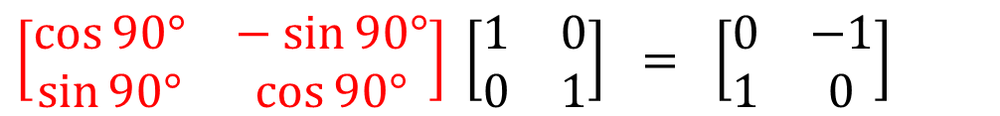 [cos 90° − sin 90°] [1 0] = [0 −1]
[sin 90° cos 90°] [0 1] [1 0]